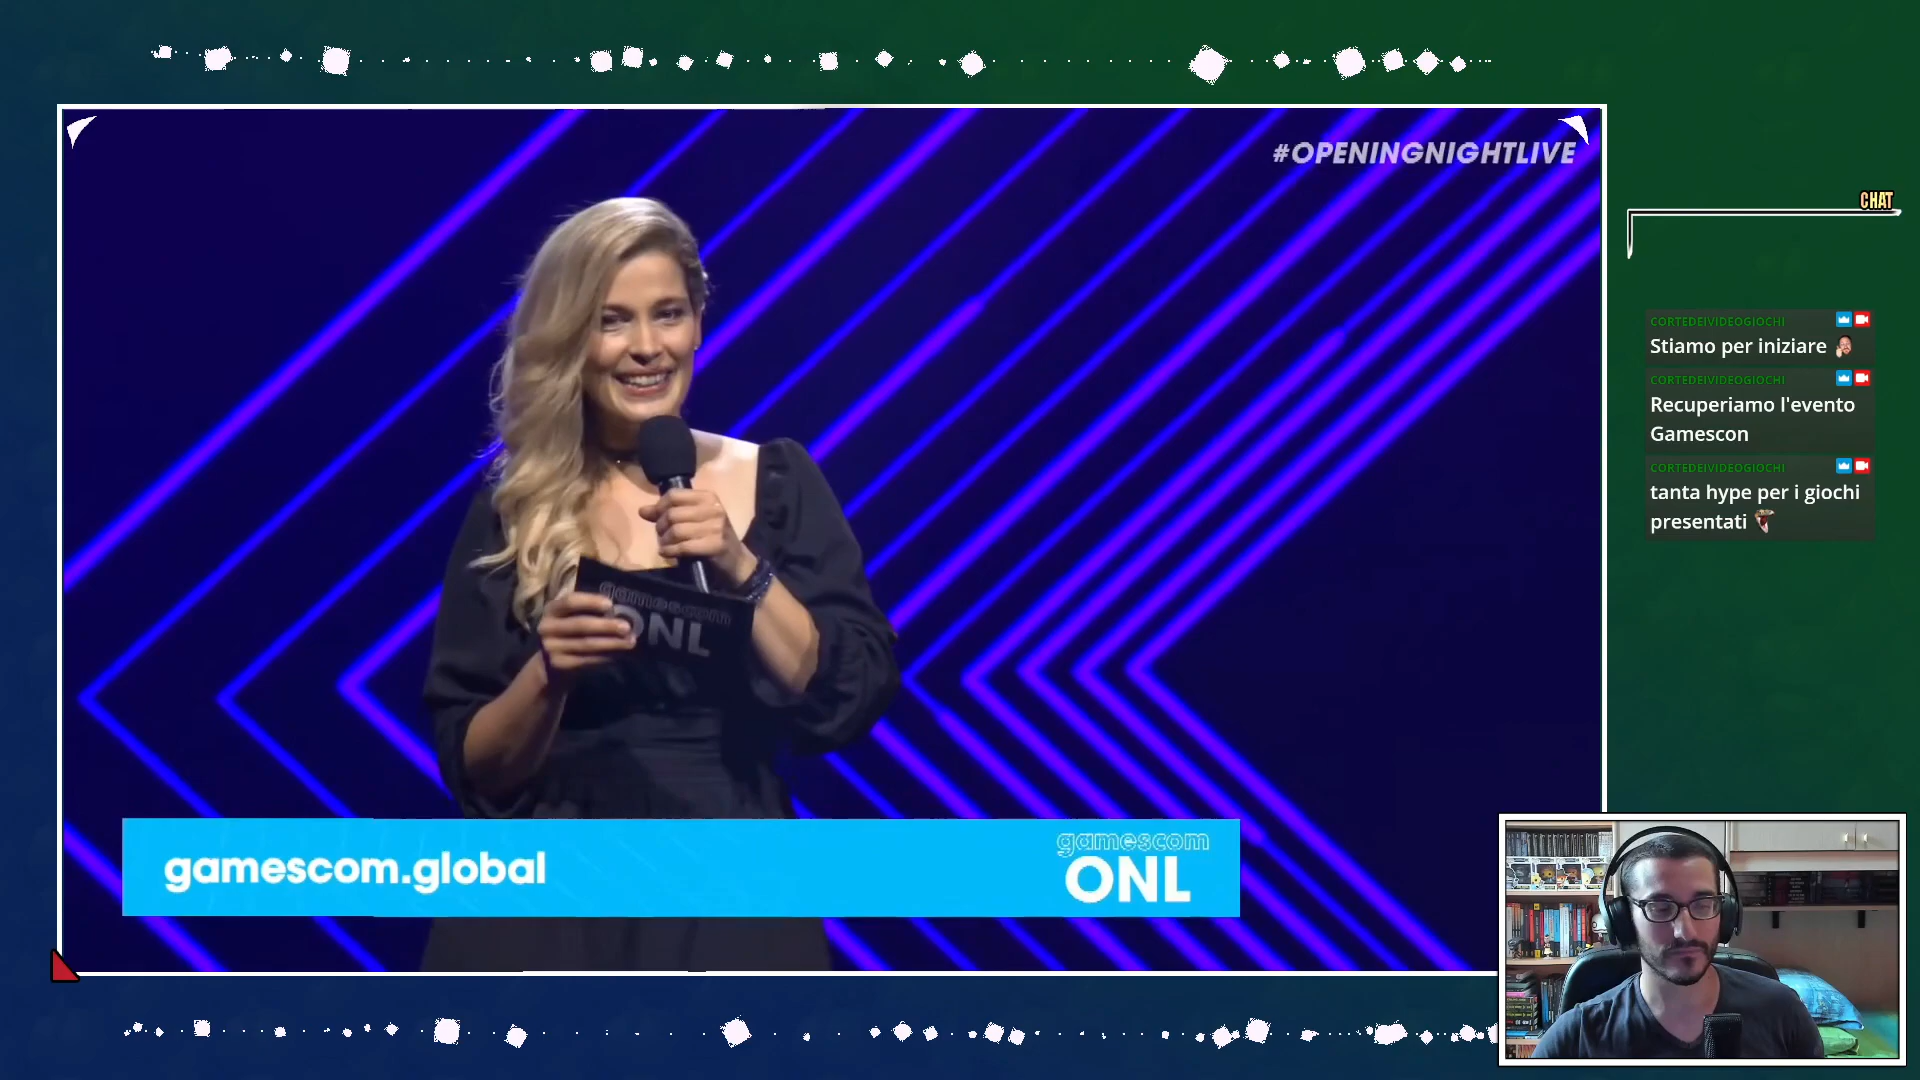 #OPENINGNIGHTLIVE
CHAT
CORTEDEIVIDEOGIOCHI
Stiamo per iniziare
CORTEDEIVIDEOGIOCHI
Recuperiamo l'evento
Gamescon
CORTEDEIVIDEOGIOCHI
tanta hype per i giochi
presentati
gamescom
ONL
gamescom.global
gamescom
ONL